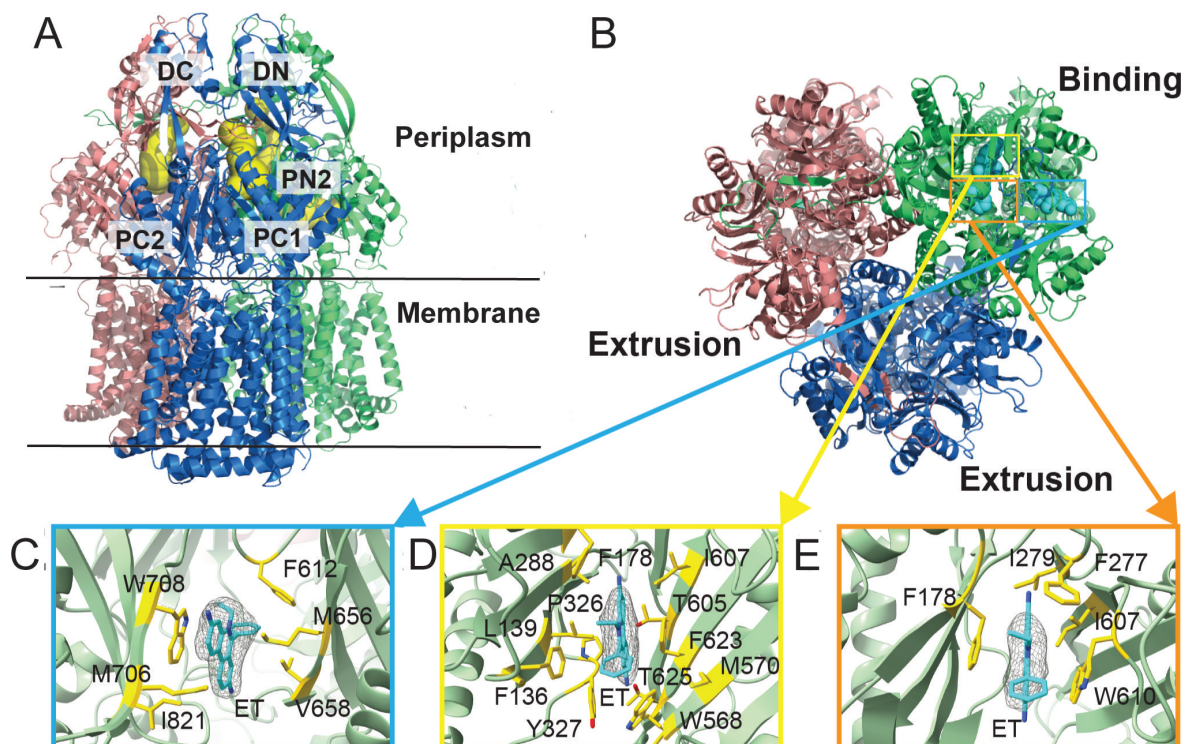 A
DC
DN
Periplasm
PN2
PC2
PC1
Membrane
B
Binding
Extrusion
Extrusion
C
W708
F612
M656
M706
I821
ET
V658
D
A288
F178
I607
P326
T605
L139
F623
M570
F136
T625
ET
Y327
W568
E
I279
F277
F178
I607
W610
ET